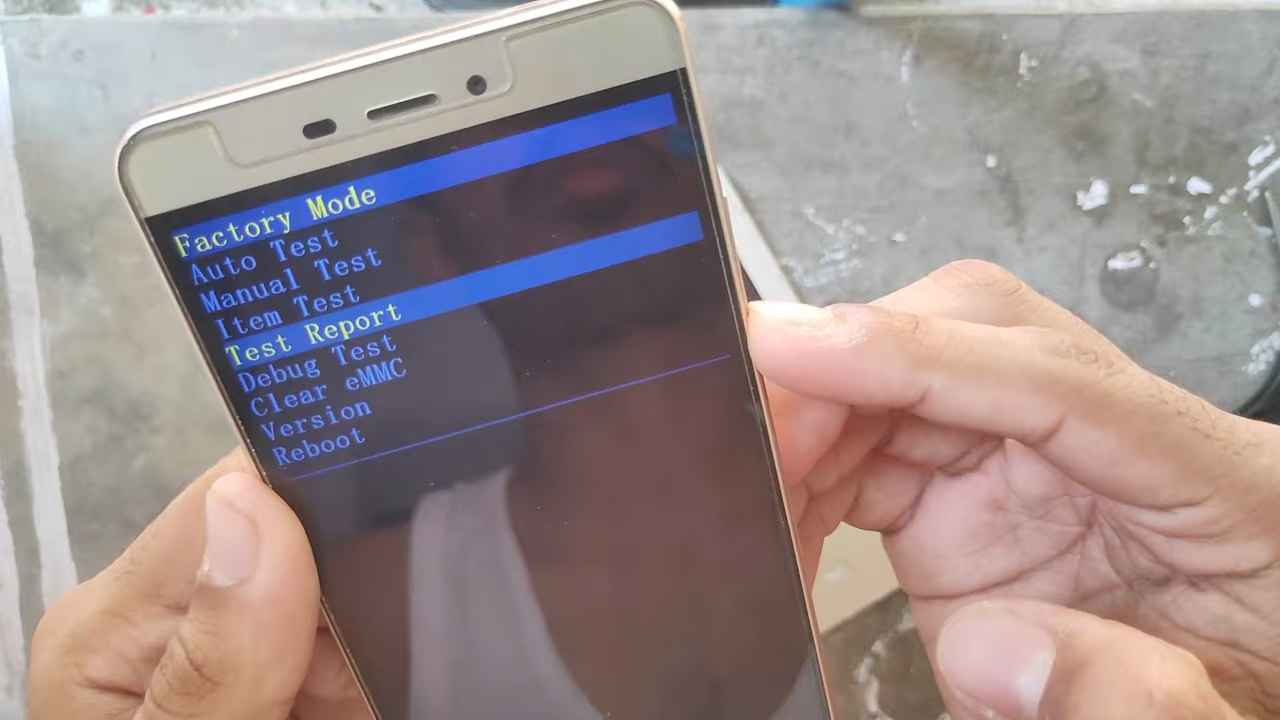 Factory Mode
Auto Test
Manual Test
Item Test
Test Report
Debug Test
Clear eMMC
Version
Reboot